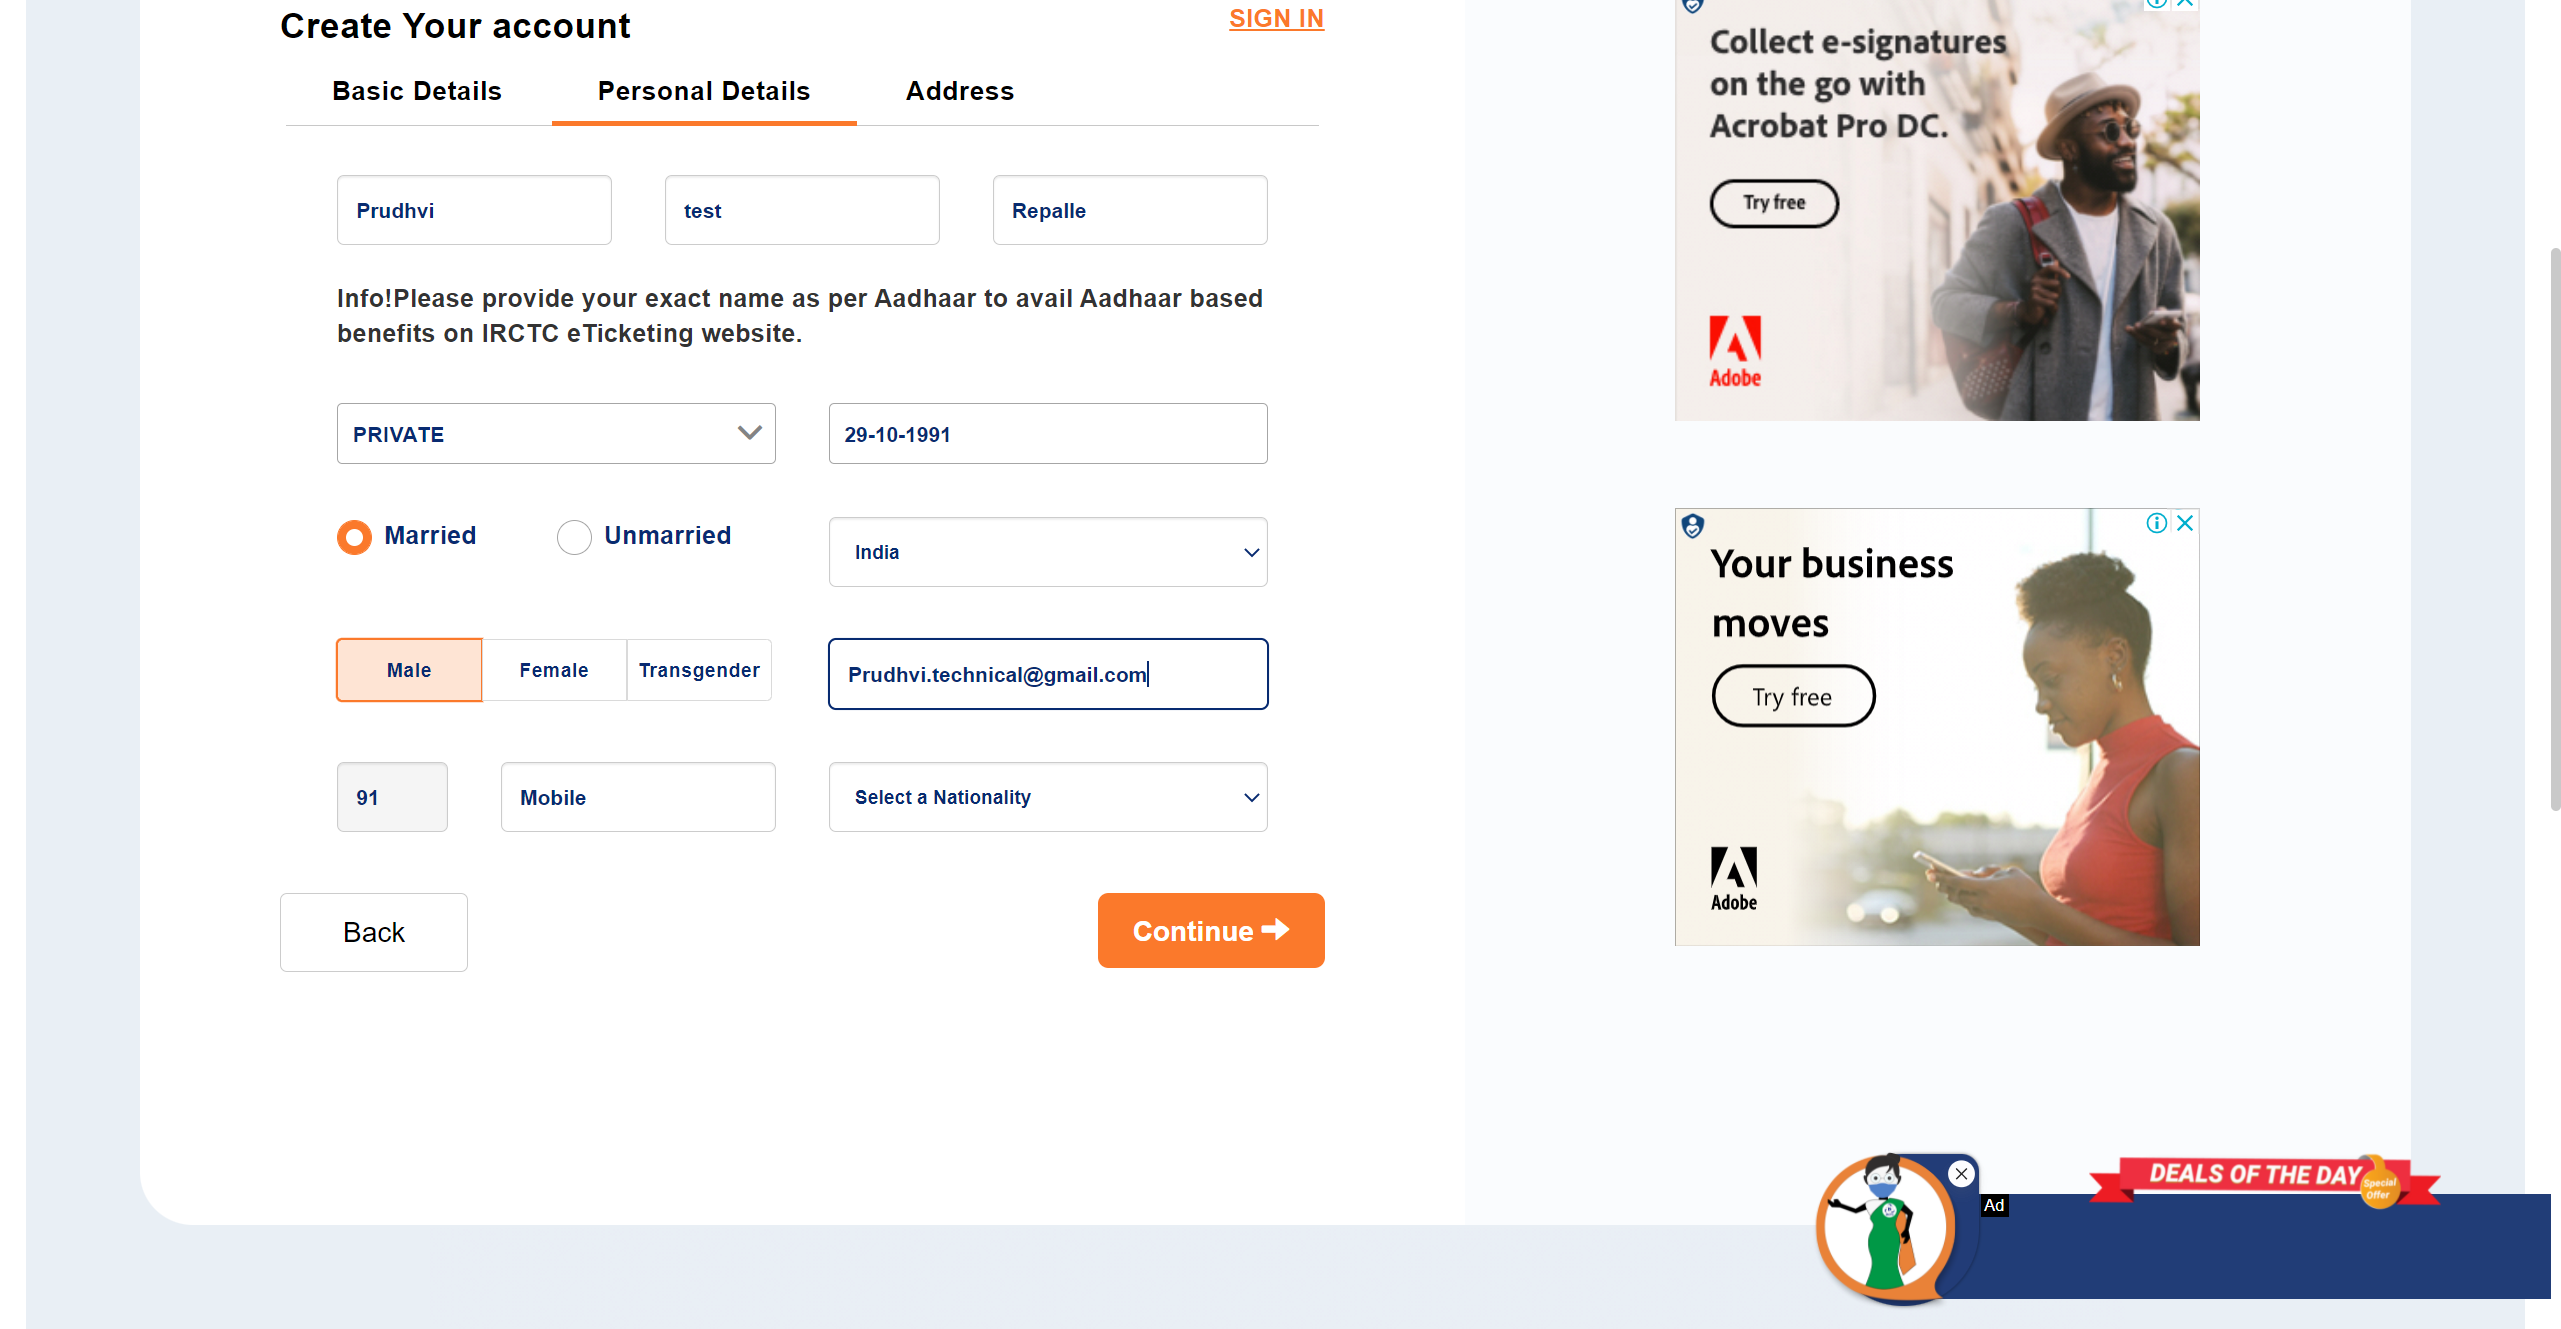 Create Your account
SIGN IN
Basic Details
Personal Details
Address
Prudhvi
test
Repalle
Info!Please provide your exact name as per Aadhaar to avail Aadhaar based
benefits on IRCTC eTicketing website.
PRIVATE
29-10-1991
Married
Unmarried
India
Male
Female
Transgender
Prudhvi.technical@gmail.com
91
Mobile
Select a Nationality
Back
Continue
Collect e-signatures
on the go with
Acrobat Pro DC.
Try free
Adobe
Your business
moves
Try free
Adobe
DEALS OF THE DAY
Special
Offer
Ad